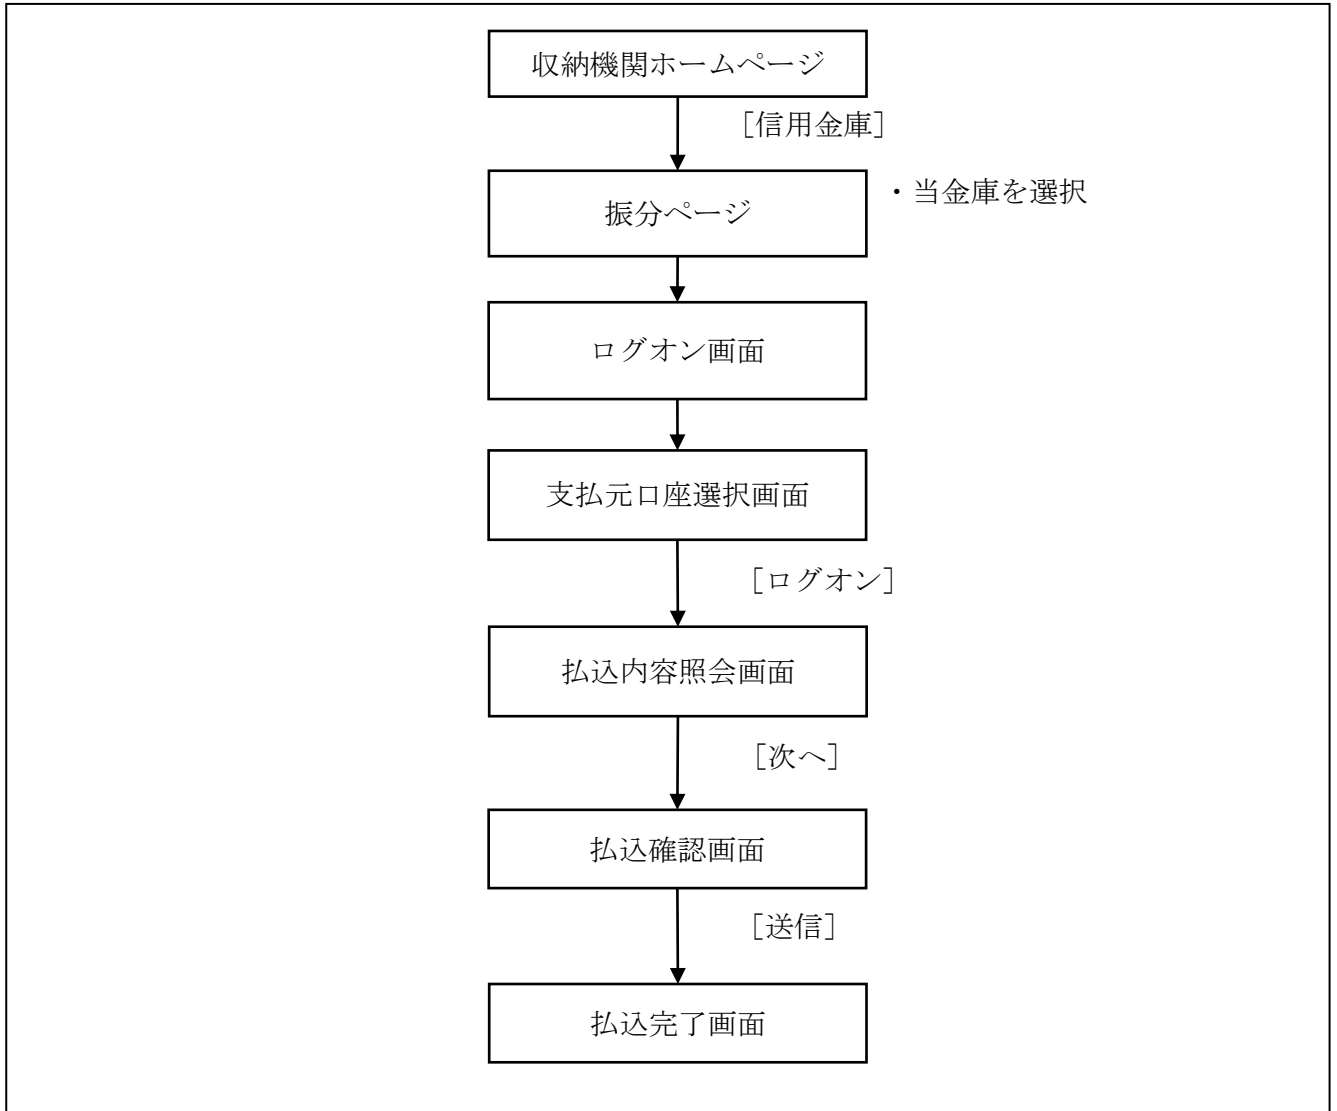 収納機関ホームページ
[信用金庫]
振分ページ
・当金庫を選択
ログオン画面
支払元口座選択画面
[ログオン]
払込内容照会画面
[次へ]
払込確認画面
[送信]
払込完了画面